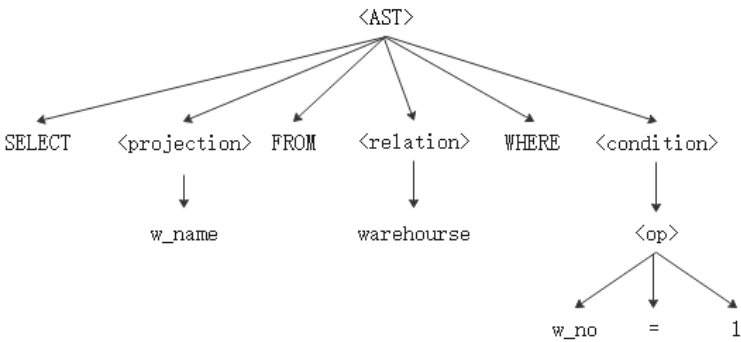 <AST>
SELECT <projection> FROM <relation> WHERE <condition>
w_name warehourse <op>
w_no = 1